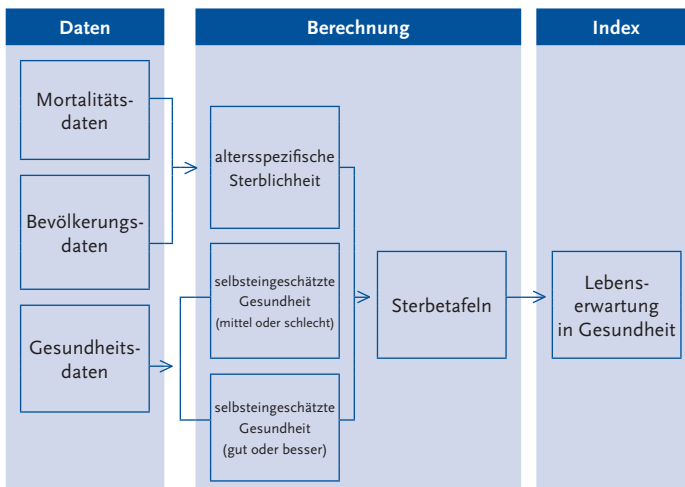 Daten
Berechnung
Index
Mortalitäts-
daten
Bevölkerungs-
daten
Gesundheits-
daten
altersspezifische
Sterblichheit
selbsteingeschätzte
Gesundheit
(mittel oder schlecht)
selbsteingeschätzte
Gesundheit
(gut oder besser)
Sterbetafeln
Lebens-
erwartung
in Gesundheit